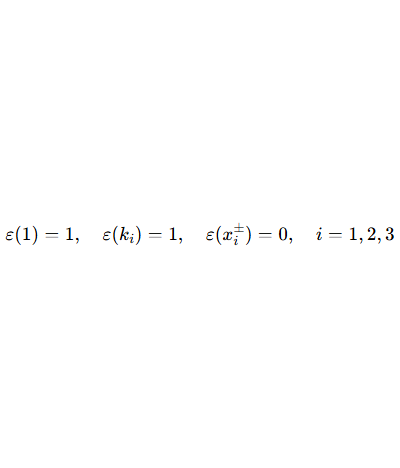 ε(1) = 1, ε(k_i) = 1, ε(x_i^±) = 0, i = 1, 2, 3